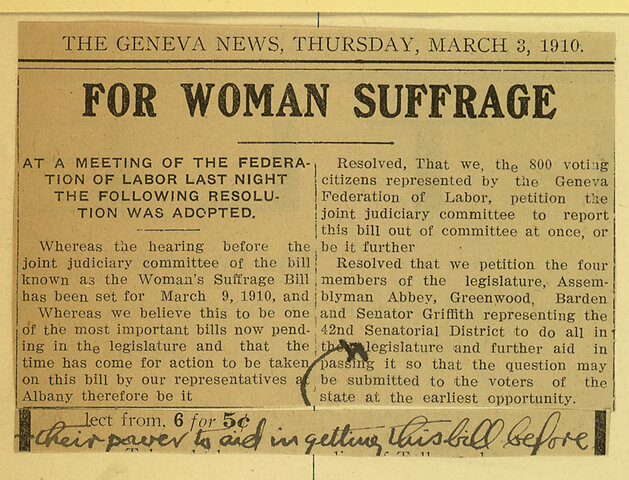 THE GENEVA NEWS, THURSDAY, MARCH 3, 1910.
FOR WOMAN SUFFRAGE
AT A MEETING OF THE FEDERA-
TION OF LABOR LAST NIGHT
THE FOLLOWING RESOLU-
TION WAS ADOPTED.
Whereas the hearing before the
joint judiciary committee of the bill
known as the Woman's Suffrage Bill
has been set for March 9, 1910, and
Whereas we believe this to be one
of the most important bills now pend-
ing in the legislature and that the
time has come for action to be taken
on this bill by our representatives at
Albany therefore be it
Resolved, That we, the 800 voting
citizens represented by the Geneva
Federation of Labor, petition the
joint judiciary committee to report
this bill out of committee at once, or
be it further
Resolved that we petition the four
members of the legislature, Assem-
blyman Abbey, Greenwood, Barden
and Senator Griffith representing the
42nd Senatorial District to do all in
the legislature and further aid in
passing it so that the question may
be submitted to the voters of the
state at the earliest opportunity.
lect from, 6 for 5¢
their power to aid in getting this bill before